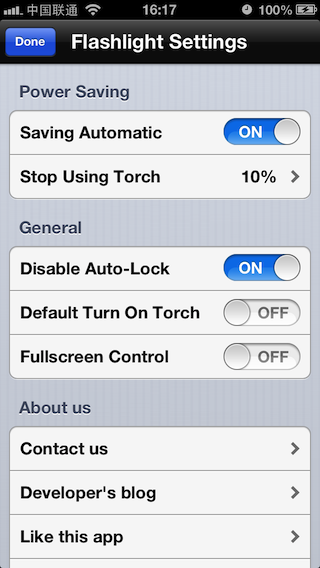 中国联通 16:17 100%
Done Flashlight Settings
Power Saving
Saving Automatic ON
Stop Using Torch 10%
General
Disable Auto-Lock ON
Default Turn On Torch OFF
Fullscreen Control OFF
About us
Contact us
Developer's blog
Like this app